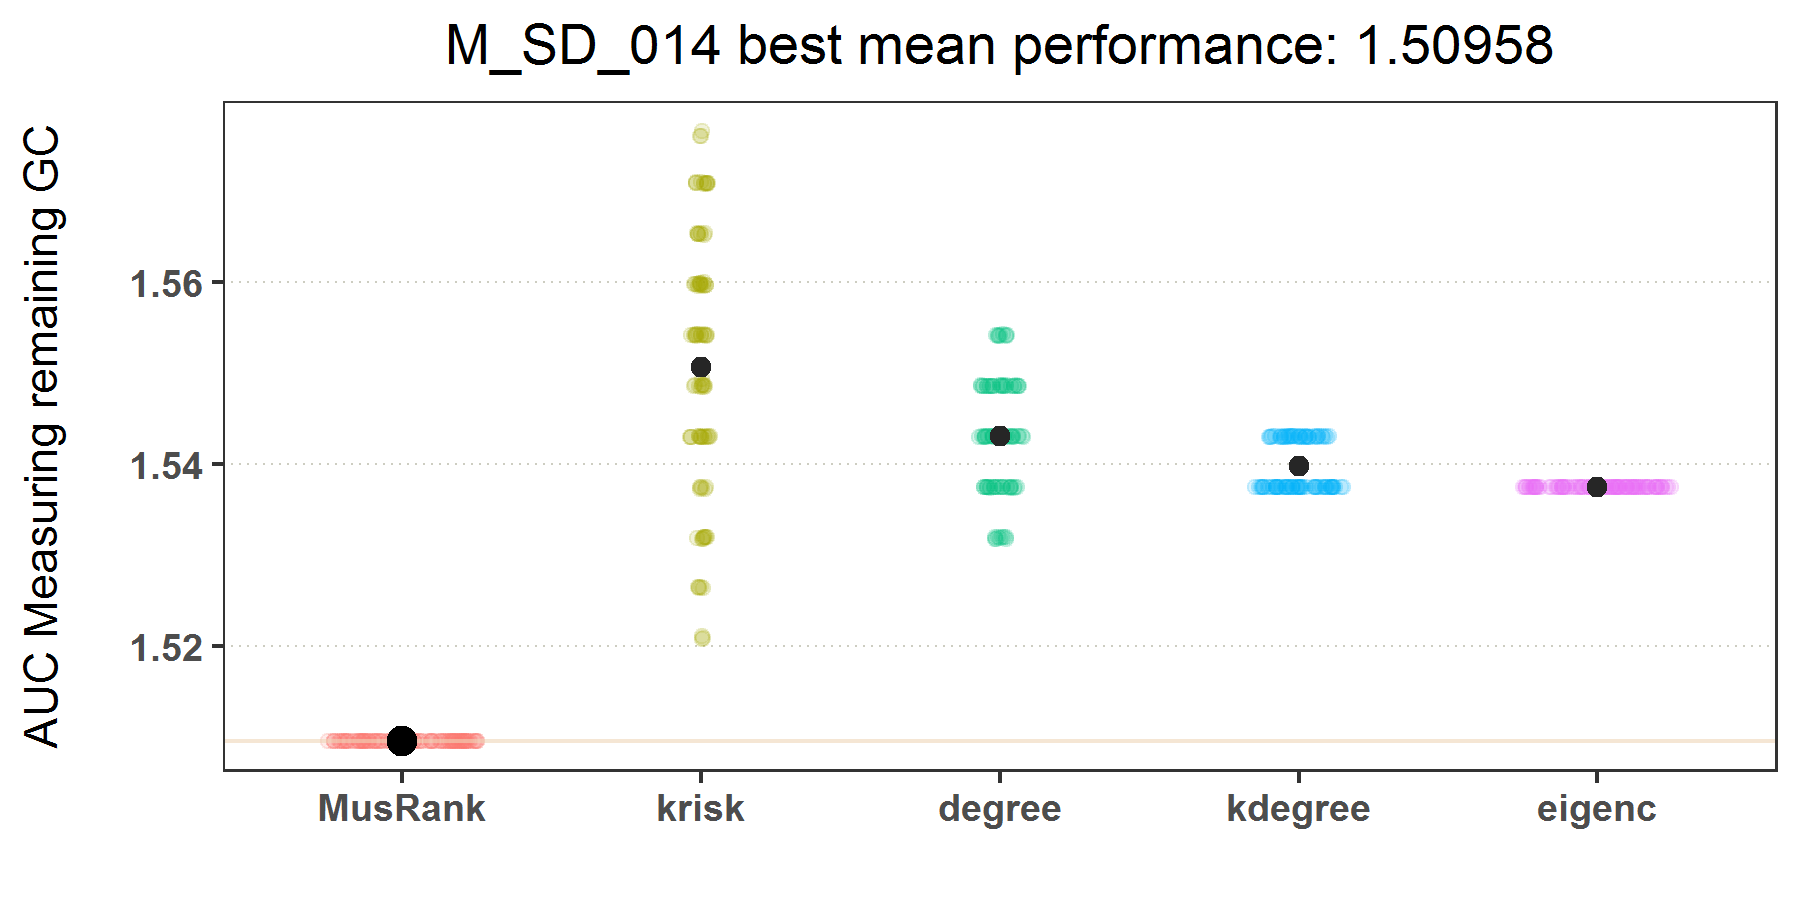 M_SD_014 best mean performance: 1.50958
AUC Measuring remaining GC
1.56
1.54
1.52
MusRank krisk degree kdegree eigenc